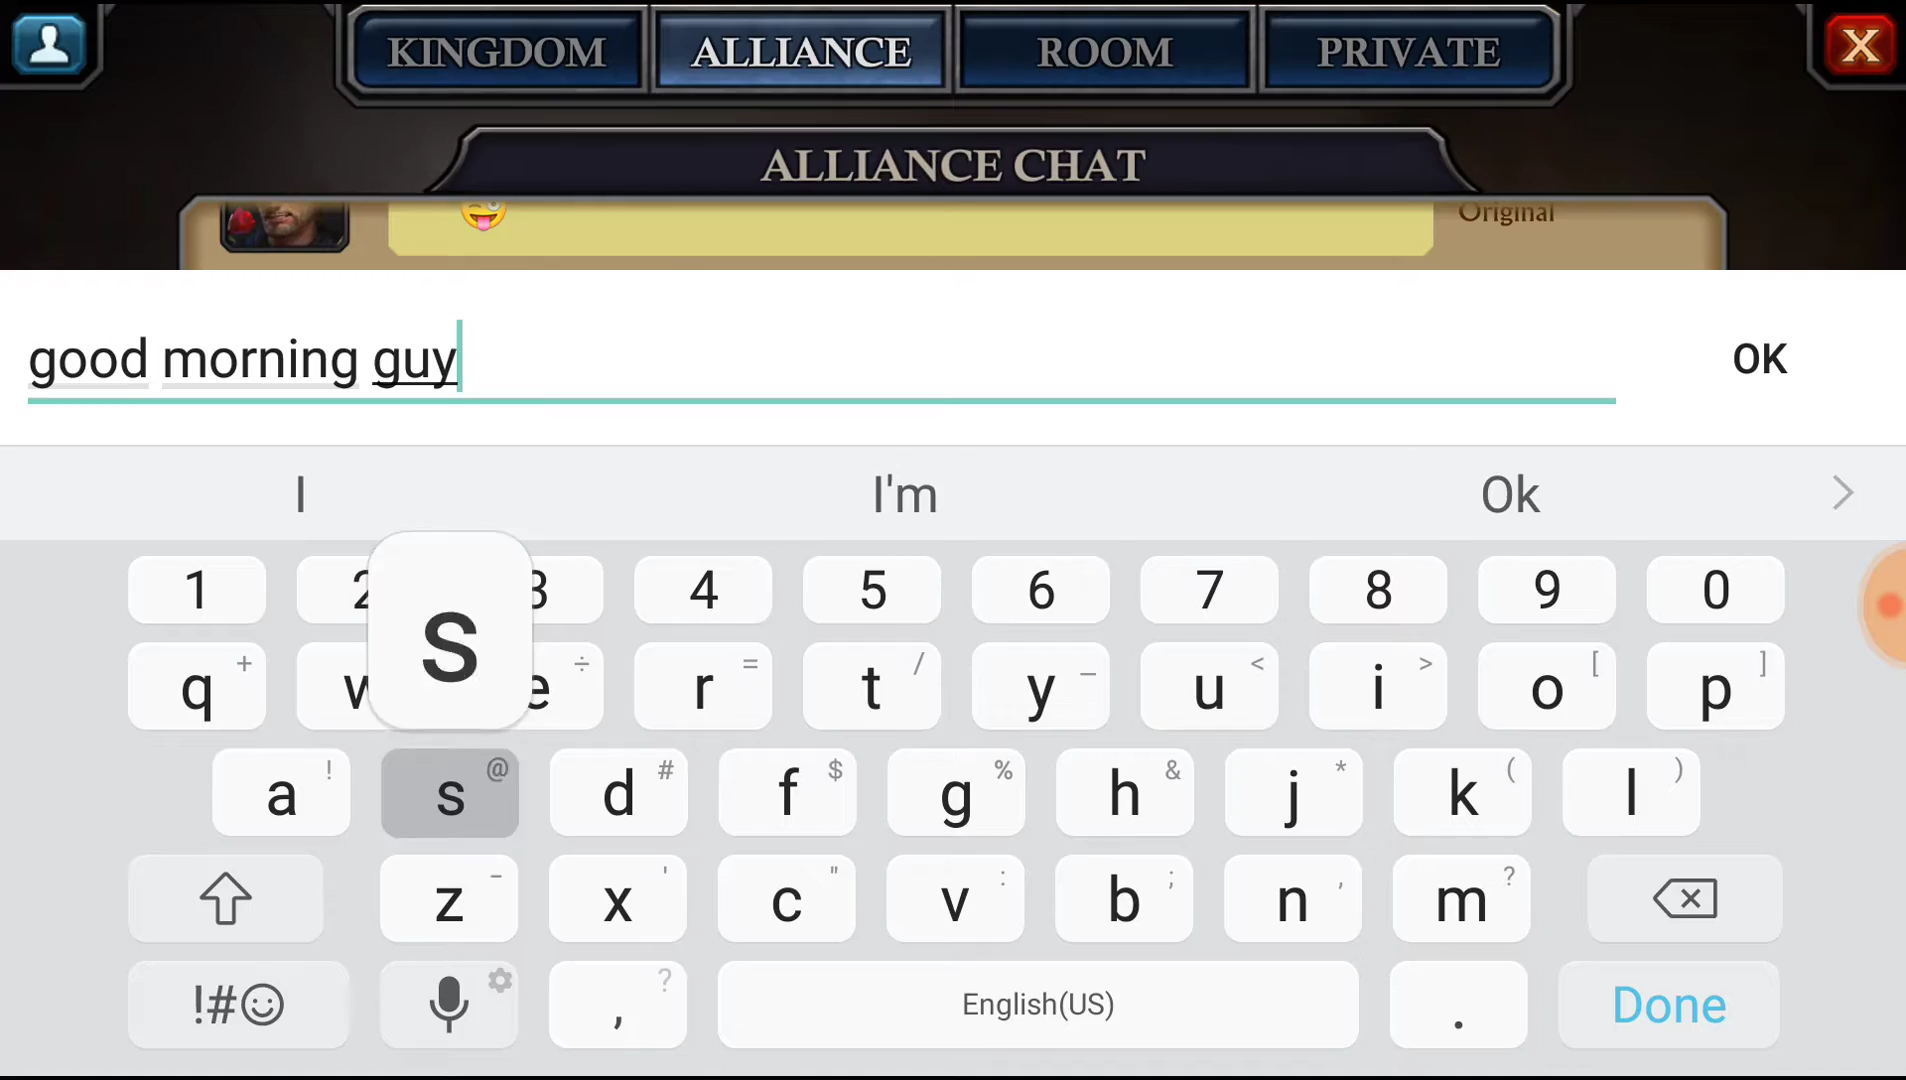 KINGDOM ALLIANCE ROOM PRIVATE X
ALLIANCE CHAT
Original
good morning guy
OK
I I'm Ok >
1 2 3 4 5 6 7 8 9 0
s
q + w e ÷ r = t / y _ u < i > o [ p ]
a ! s @ d # f $ g % h & j * k ( l )
z - x ' c " v : b ; n , m ?
!#☺ , ? English(US) . Done